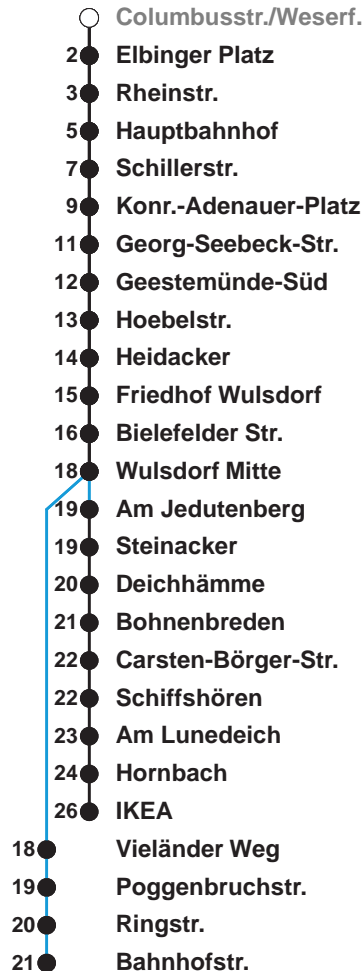 Columbusstr./Weserf.
2 Elbinger Platz
3 Rheinstr.
5 Hauptbahnhof
7 Schillerstr.
9 Konr.-Adenauer-Platz
11 Georg-Seebeck-Str.
12 Geestemünde-Süd
13 Hoebelstr.
14 Heidacker
15 Friedhof Wulsdorf
16 Bielefelder Str.
18 Wulsdorf Mitte
19 Am Jedutenberg
19 Steinacker
20 Deichhämme
21 Bohnenbreden
22 Carsten-Börger-Str.
22 Schiffshören
23 Am Lunedeich
24 Hornbach
26 IKEA
18 Vieländer Weg
19 Poggenbruchstr.
20 Ringstr.
21 Bahnhofstr.